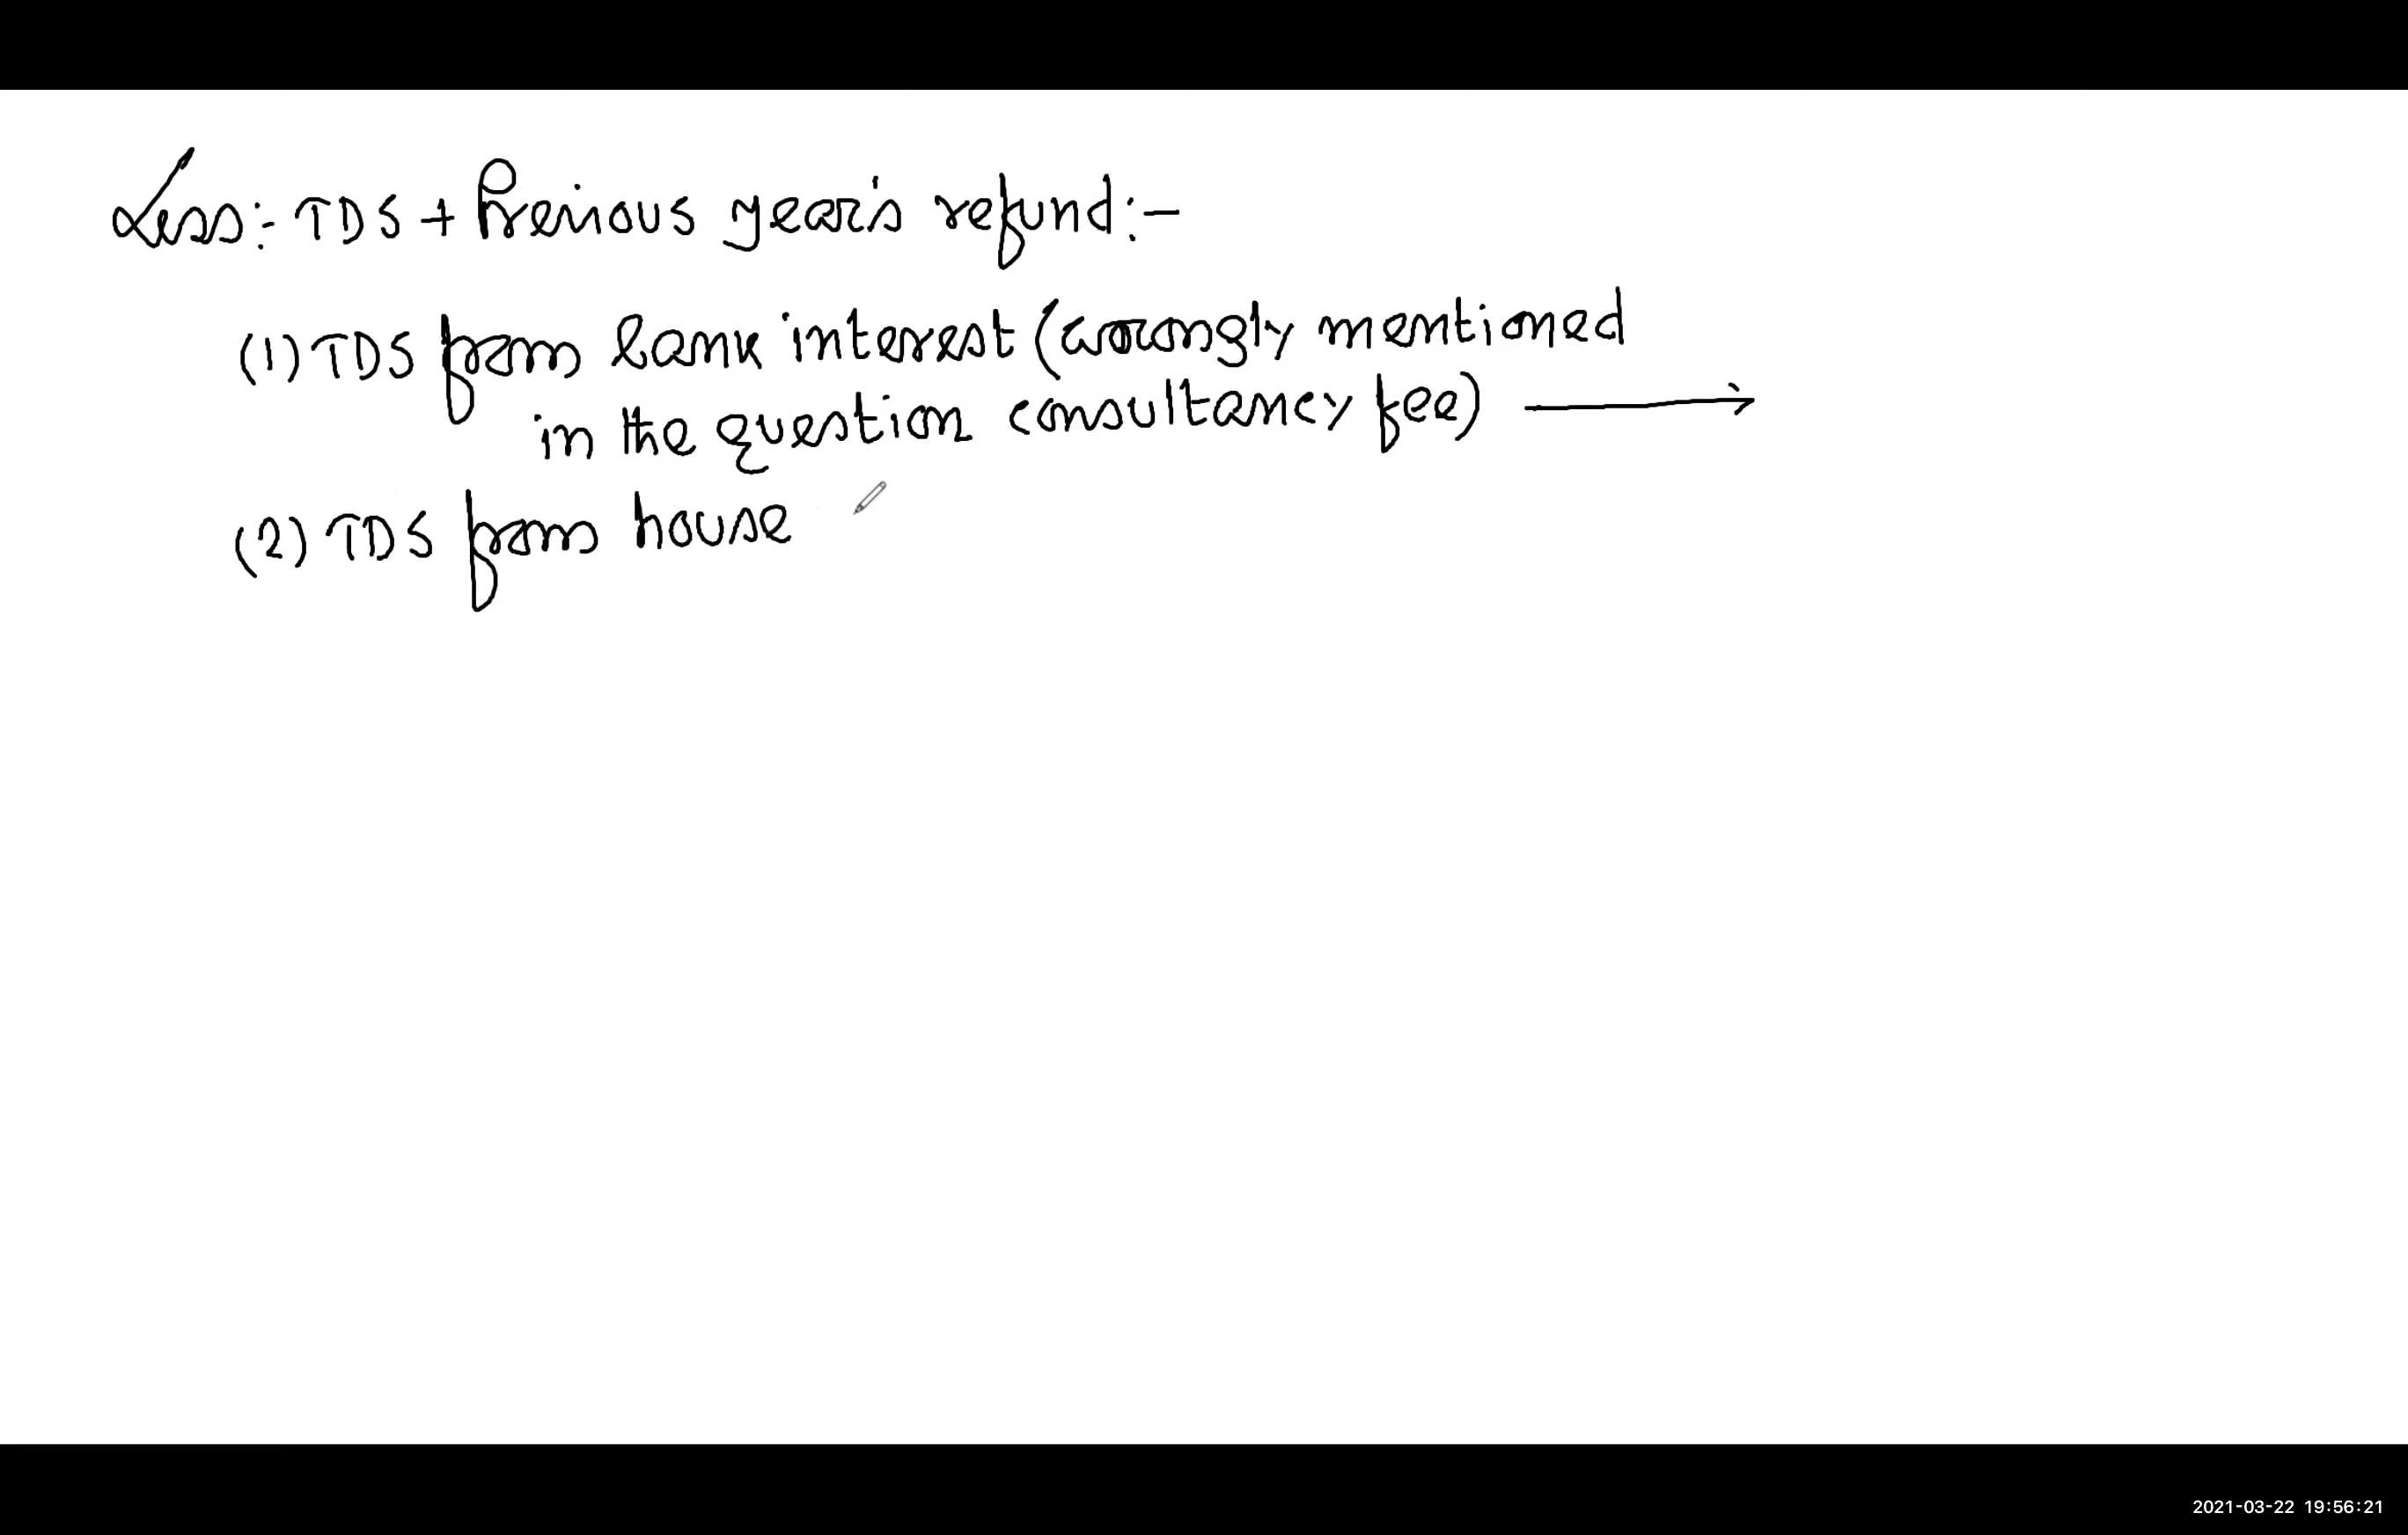 Less:- TDS + Previous year's refund:-
(1) TDS from bank interest (wrongly mentioned
in the question consultancy fee) →
(2) TDS from house
2021-03-22 19:56:21